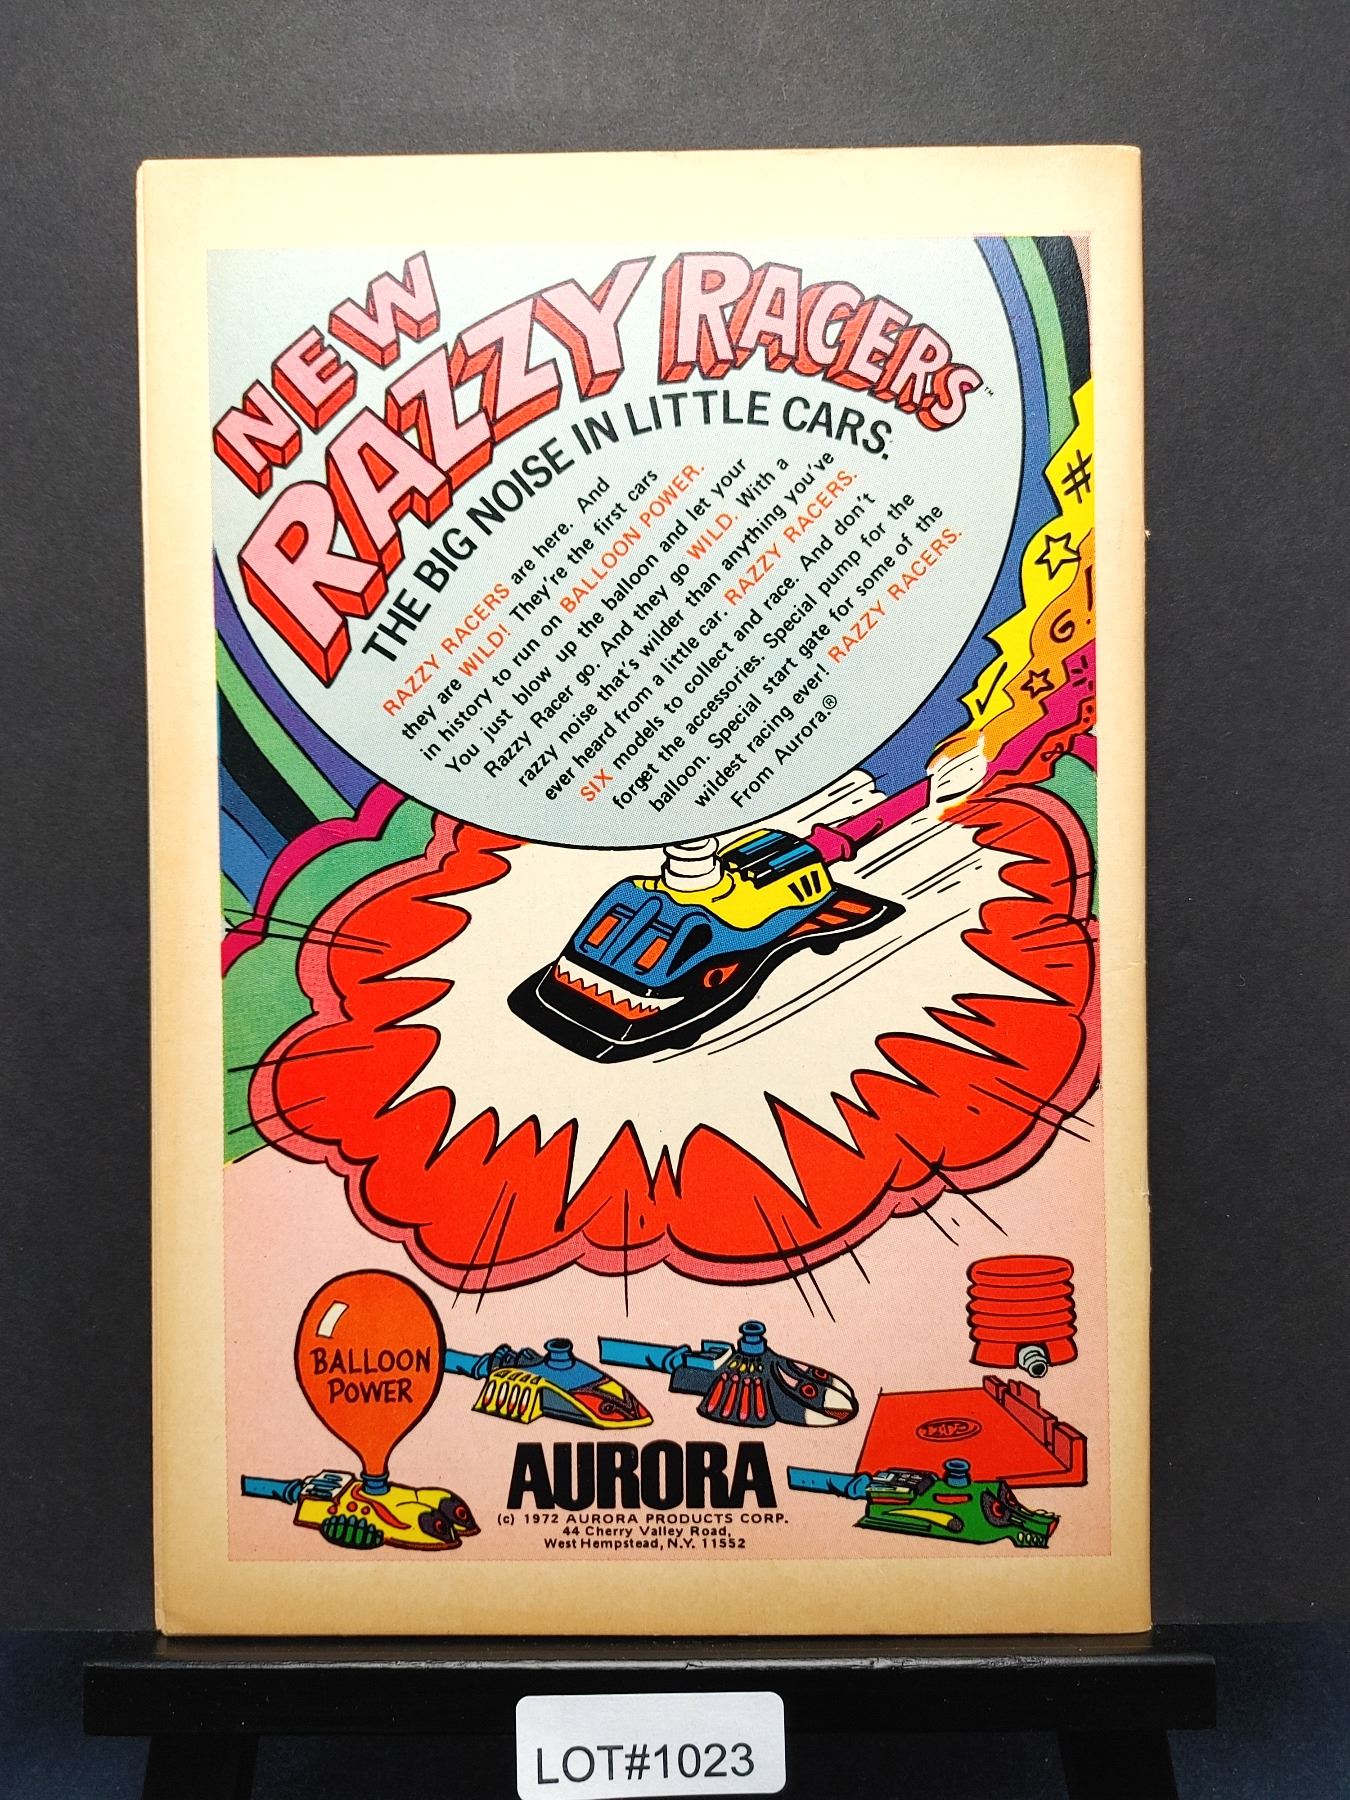 NEW
RAZZY RACERS™
THE BIG NOISE IN LITTLE CARS.
RAZZY RACERS are here. And
they are WILD! They're the first cars
in history to run on BALLOON POWER.
You just blow up the balloon and let your
Razzy Racer go. And they go WILD. With a
razzy noise that's wilder than anything you've
ever heard from a little car. RAZZY RACERS.
SIX models to collect and race. And don't
forget the accessories. Special pump for the
balloon. Special start gate for some of the
wildest racing ever! RAZZY RACERS.
From Aurora.®
#
G!
BALLOON
POWER
AURORA
(c) 1972 AURORA PRODUCTS CORP.
44 Cherry Valley Road,
West Hempstead, N.Y. 11552
LOT#1023